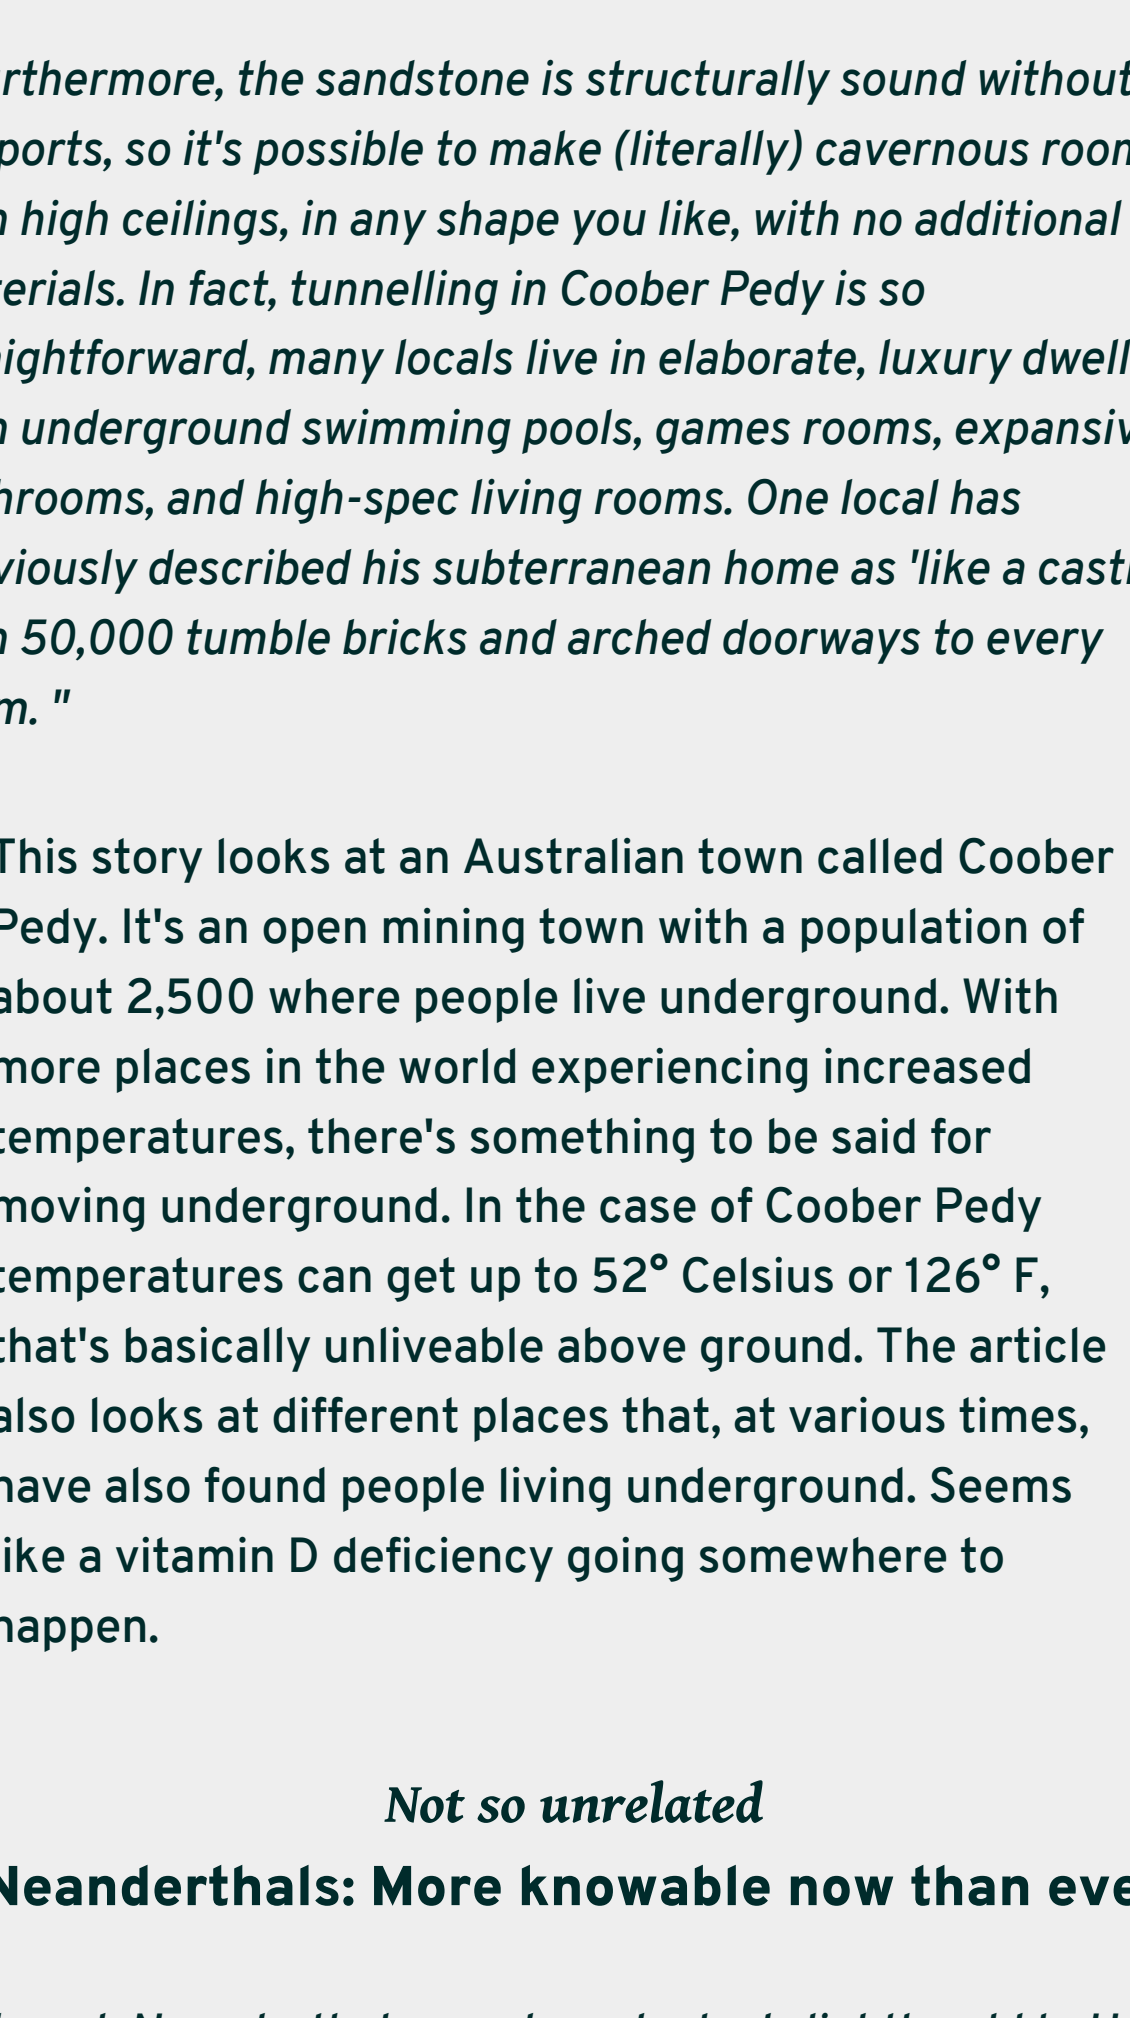 rthermore, the sandstone is structurally sound without
ports, so it's possible to make (literally) cavernous room
high ceilings, in any shape you like, with no additional
terials. In fact, tunnelling in Coober Pedy is so
ightforward, many locals live in elaborate, luxury dwell
underground swimming pools, games rooms, expansiv
hrooms, and high-spec living rooms. One local has
viously described his subterranean home as 'like a castl
50,000 tumble bricks and arched doorways to every
m. "
This story looks at an Australian town called Coober
Pedy. It's an open mining town with a population of
about 2,500 where people live underground. With
more places in the world experiencing increased
temperatures, there's something to be said for
moving underground. In the case of Coober Pedy
temperatures can get up to 52° Celsius or 126° F,
that's basically unliveable above ground. The article
also looks at different places that, at various times,
have also found people living underground. Seems
like a vitamin D deficiency going somewhere to
happen.
Not so unrelated
Neanderthals: More knowable now than eve